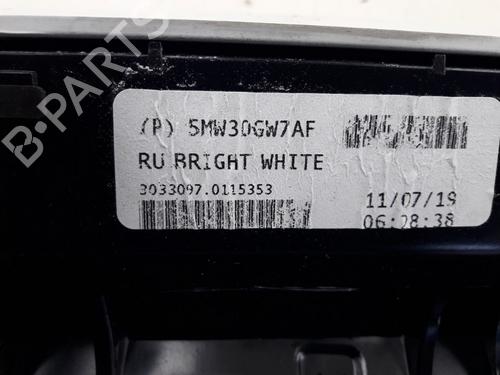 B-PARTS
(P) 5MW30GW7AF
RU BRIGHT WHITE
3033097.0115353
11/07/19
06:28:38